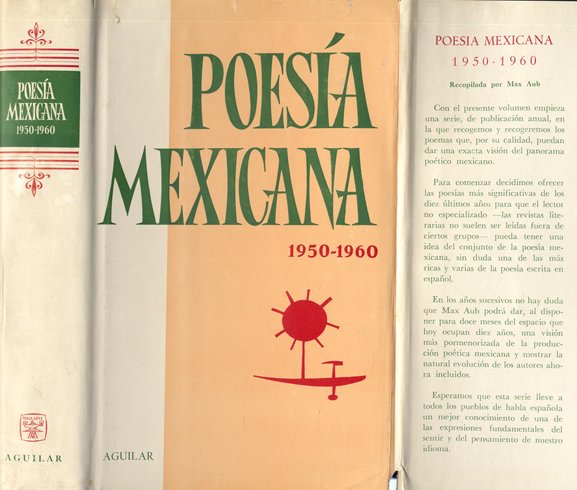 POESÍA
MEXICANA
1950-1960
AGUILAR
POESÍA
MEXICANA
1950-1960
AGUILAR
POESIA MEXICANA
1950-1960
Recopilada por Max Aub
Con el presente volumen empieza
una serie, de publicación anual, en
la que recogemos y recogeremos los
poemas que, por su calidad, puedan
dar una exacta visión del panorama
poético mexicano.
Para comenzar decidimos ofrecer
las poesías más significativas de los
diez últimos años para que el lector
no especializado —las revistas lite-
rarias no suelen ser leídas fuera de
ciertos grupos— pueda tener una
idea del conjunto de la poesía me-
xicana, sin duda una de las más
ricas y varias de la poesía escrita en
español.
En los años sucesivos no hay duda
que Max Aub podrá dar, al dispo-
ner para doce meses del espacio que
hoy ocupan diez años, una visión
más pormenorizada de la produc-
ción poética mexicana y mostrar la
natural evolución de los autores aho-
ra incluidos.
Esperamos que esta serie lleve a
todos los pueblos de habla española
un mejor conocimiento de una de
las expresiones fundamentales del
sentir y del pensamiento de nuestro
idioma.